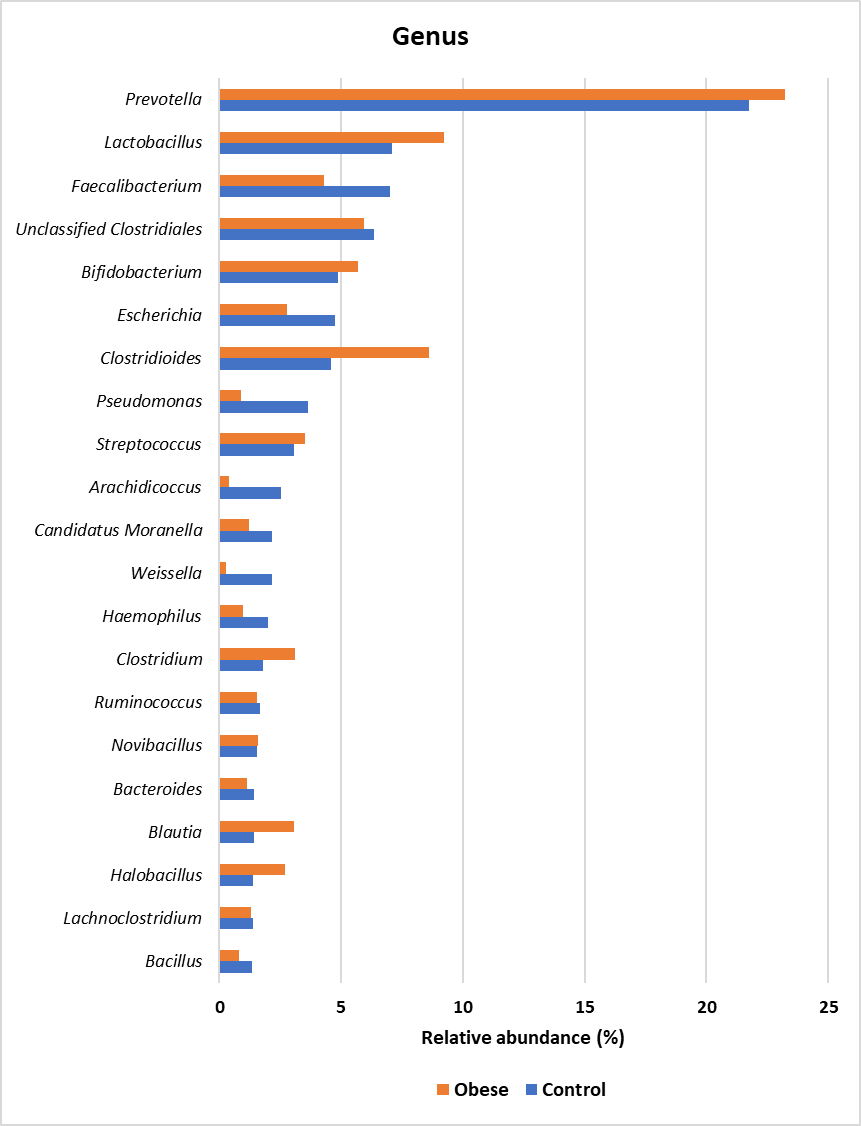 Genus
Prevotella
Lactobacillus
Faecalibacterium
Unclassified Clostridiales
Bifidobacterium
Escherichia
Clostridioides
Pseudomonas
Streptococcus
Arachidicoccus
Candidatus Moranella
Weissella
Haemophilus
Clostridium
Ruminococcus
Novibacillus
Bacteroides
Blautia
Halobacillus
Lachnoclostridium
Bacillus
0 5 10 15 20 25
Relative abundance (%)
Obese Control